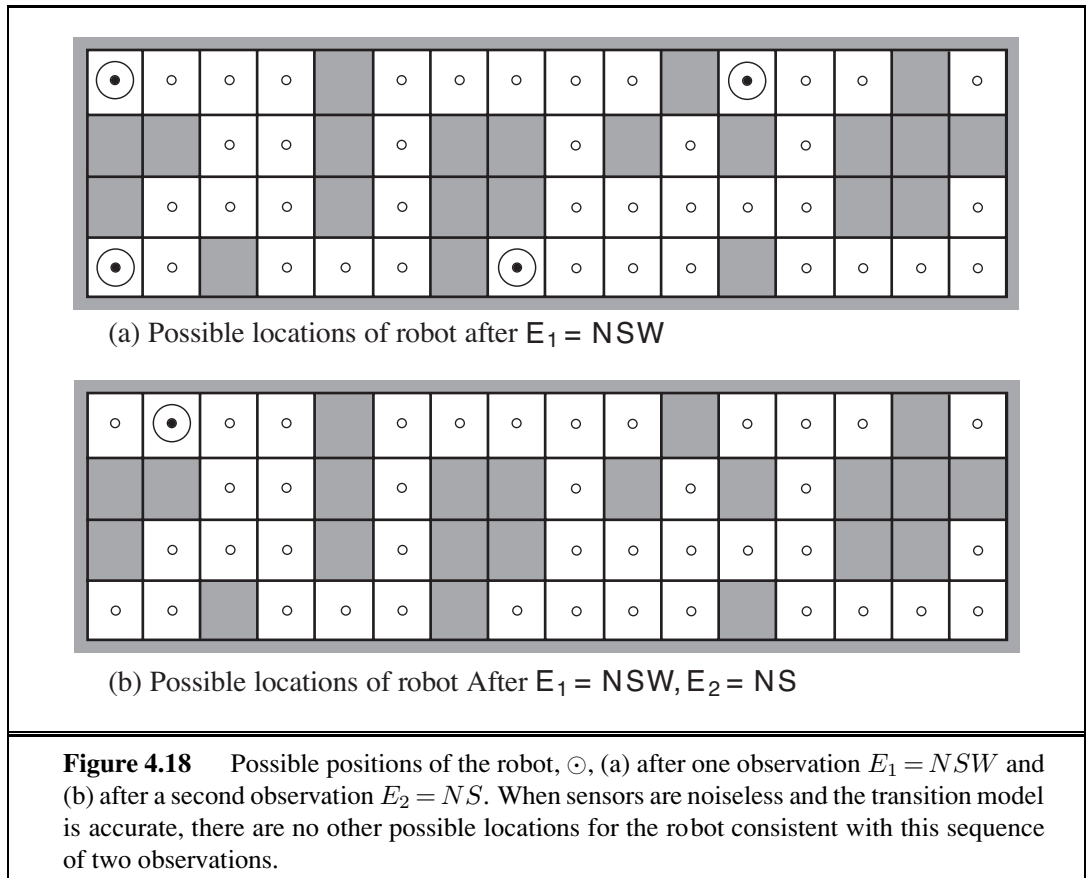 (a) Possible locations of robot after E₁ = NSW
(b) Possible locations of robot After E₁ = NSW, E₂ = NS
Figure 4.18 Possible positions of the robot, ⊙, (a) after one observation E₁ = NSW and
(b) after a second observation E₂ = NS. When sensors are noiseless and the transition model
is accurate, there are no other possible locations for the robot consistent with this sequence
of two observations.